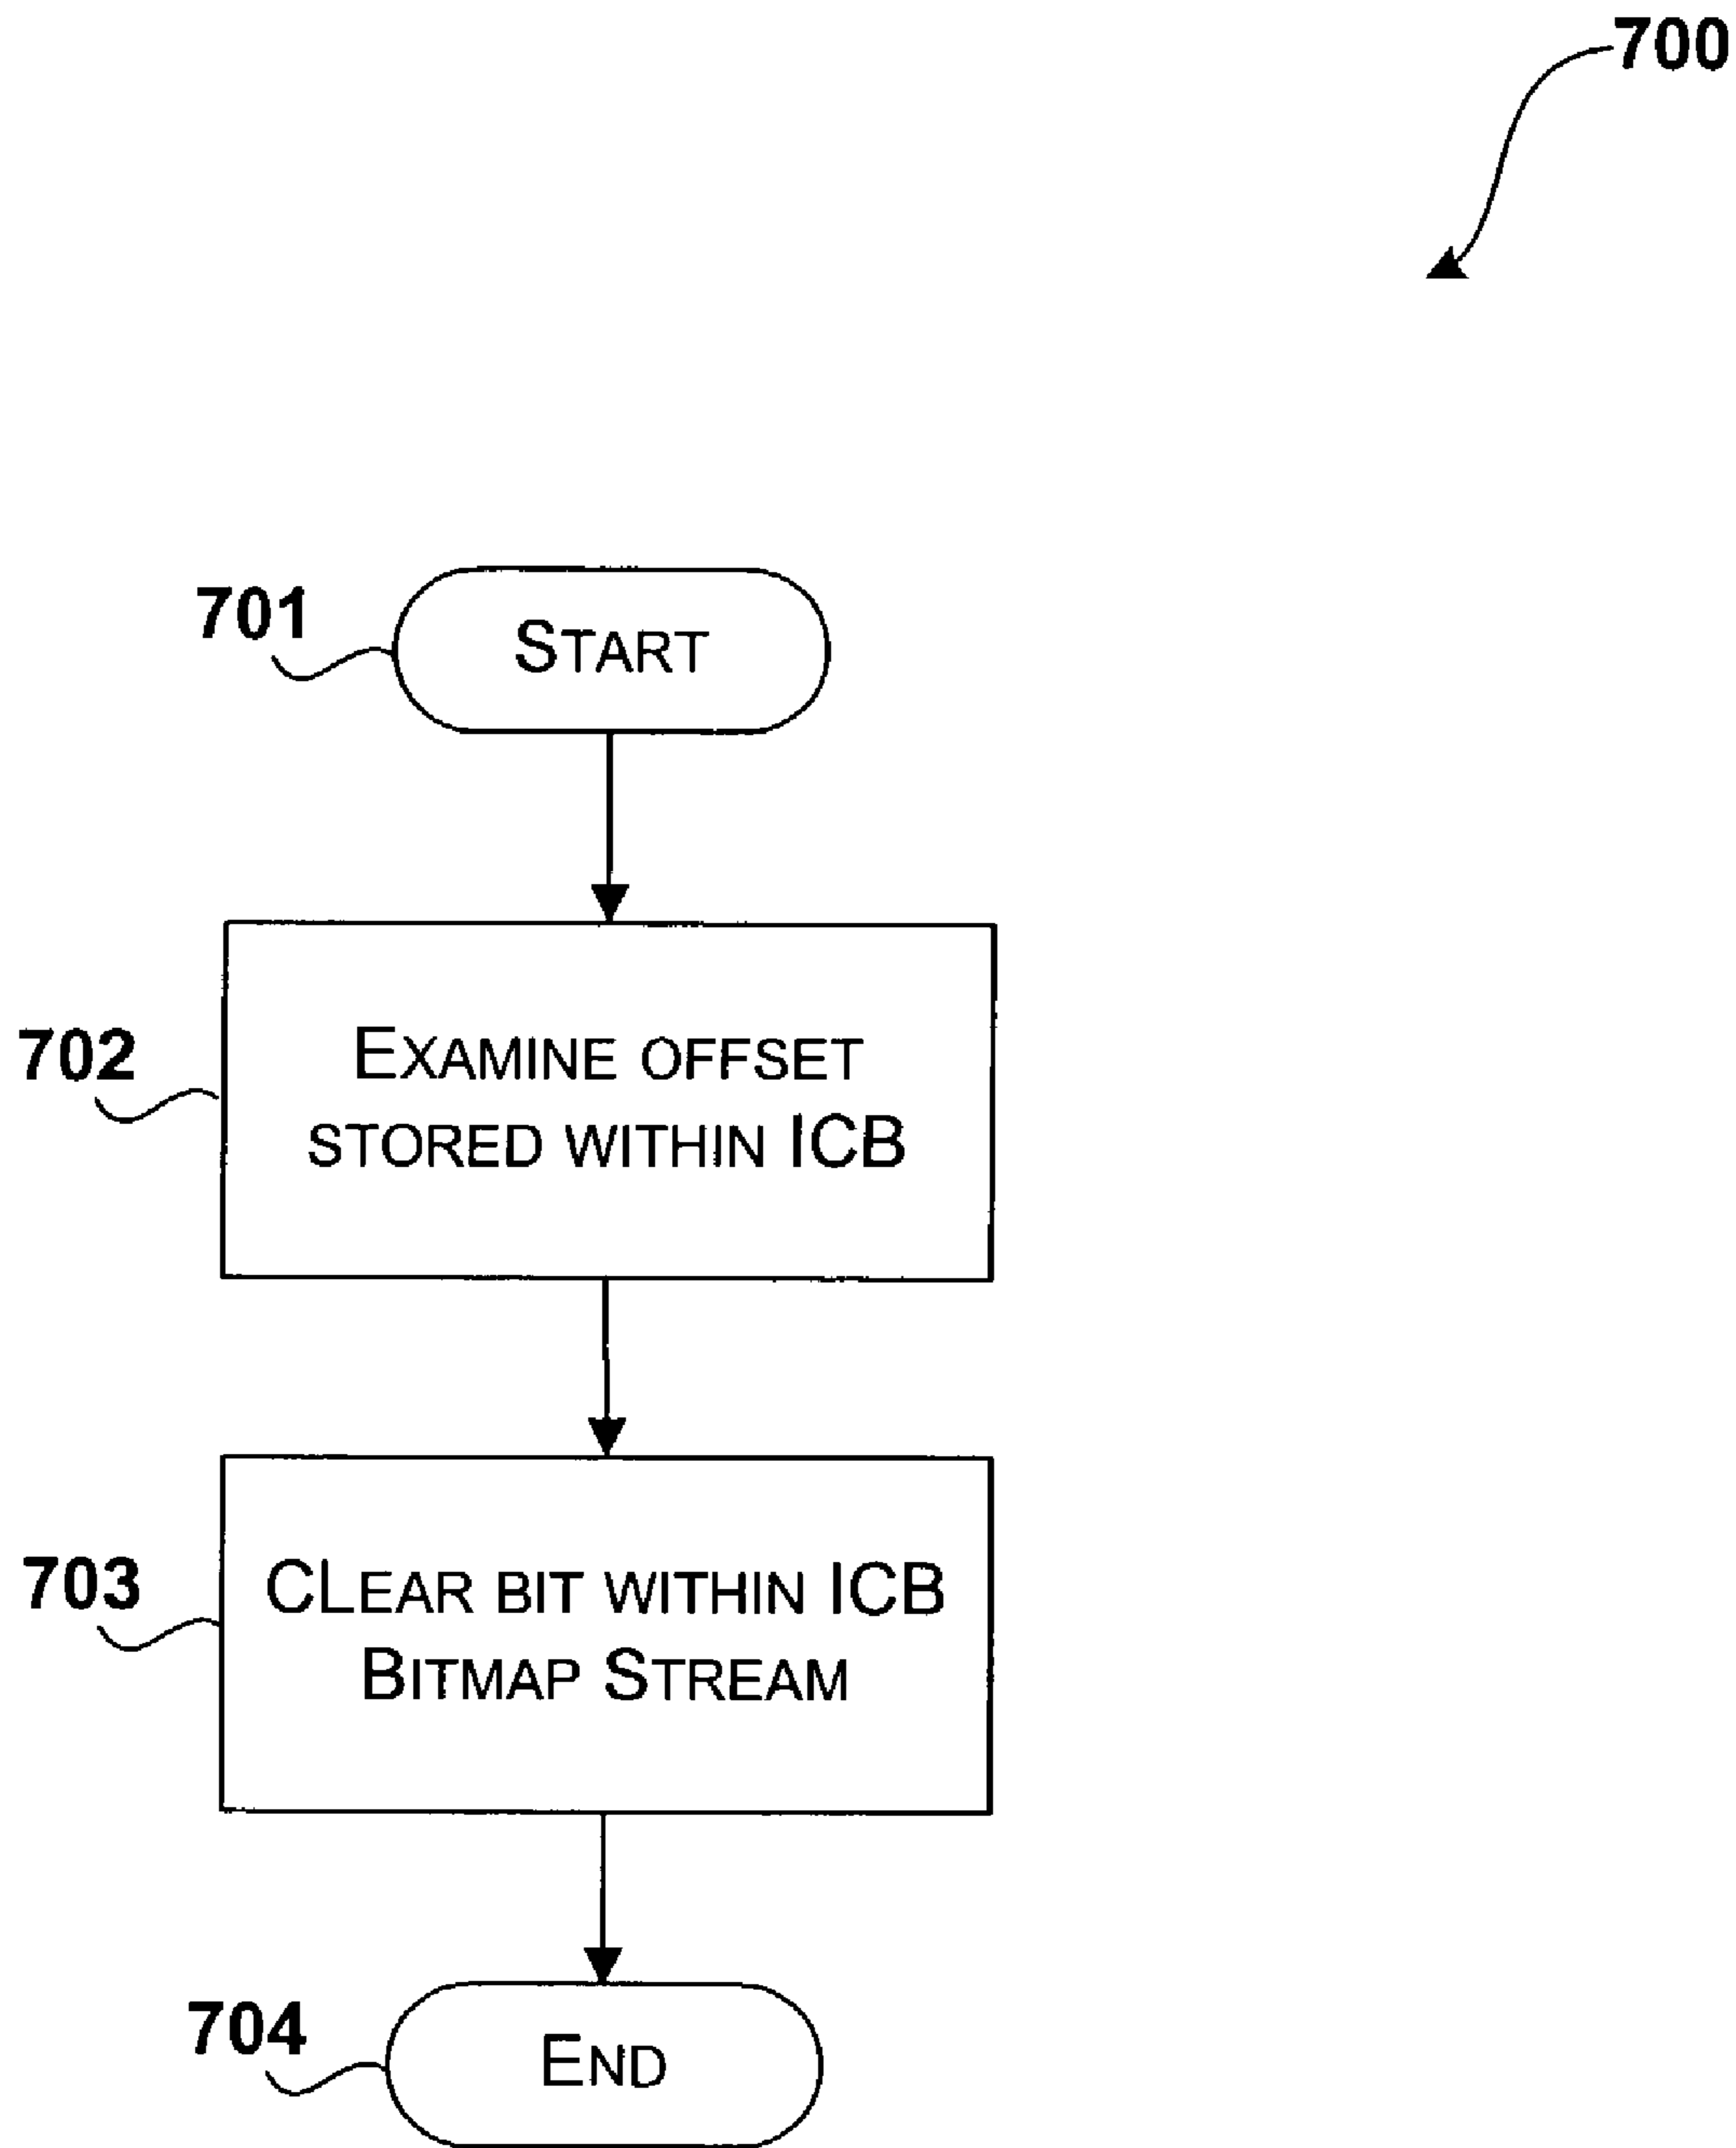 700
701
START
702
EXAMINE OFFSET
STORED WITHIN ICB
703
CLEAR BIT WITHIN ICB
BITMAP STREAM
704
END